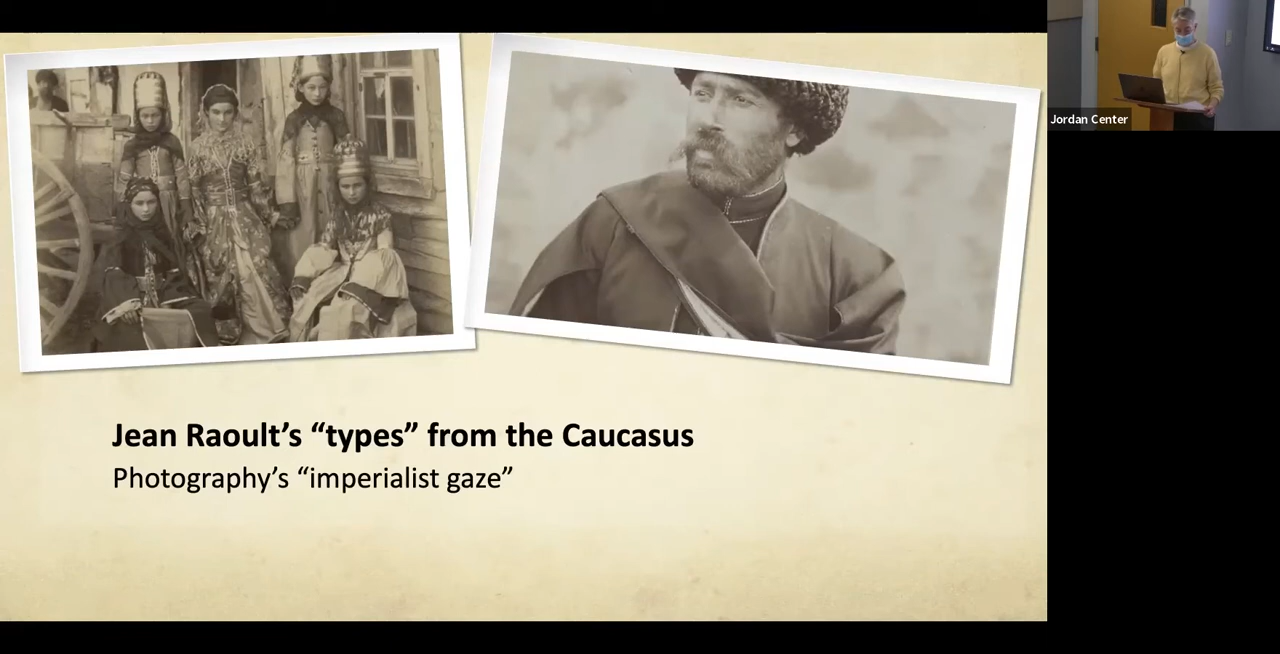 Jean Raoult’s “types” from the Caucasus
Photography’s “imperialist gaze”
Jordan Center